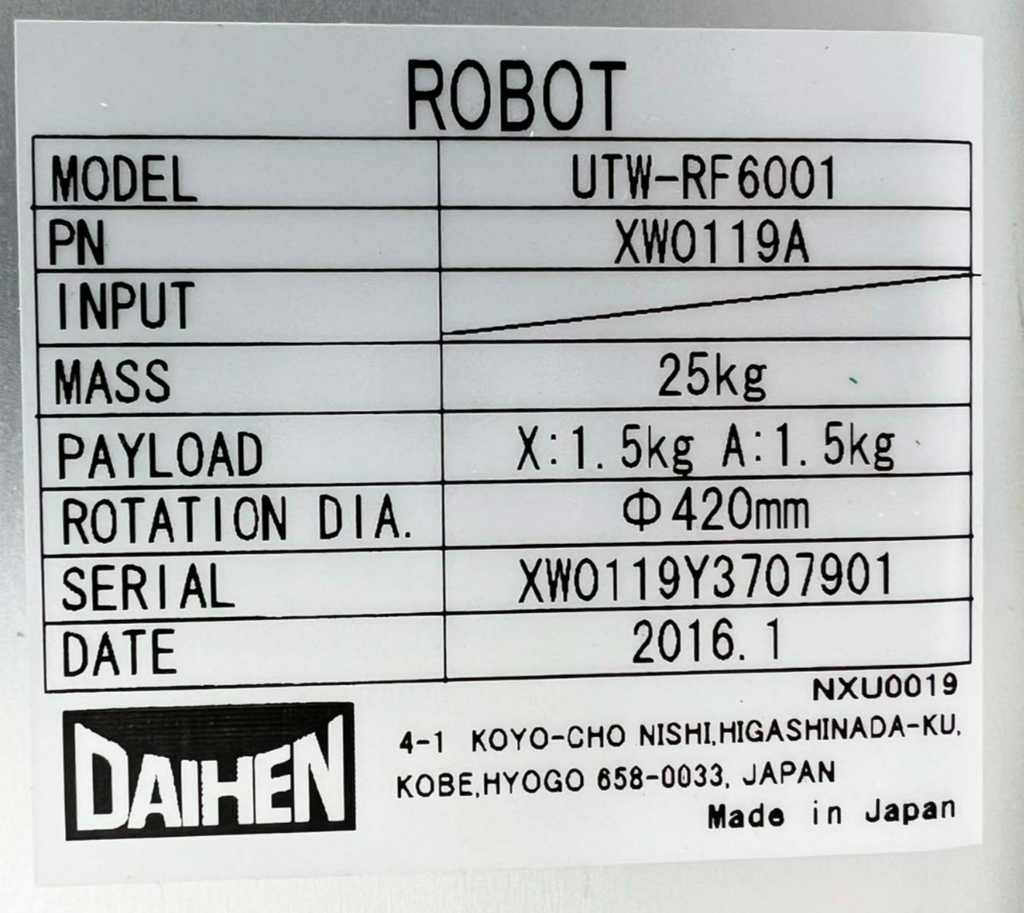 ROBOT
MODEL UTW-RF6001
PN XW0119A
INPUT
MASS 25kg
PAYLOAD X:1.5kg A:1.5kg
ROTATION DIA. Φ420mm
SERIAL XW0119Y3707901
DATE 2016.1
NXU0019
DAIHEN
4-1 KOYO-CHO NISHI,HIGASHINADA-KU,
KOBE,HYOGO 658-0033, JAPAN
Made in Japan